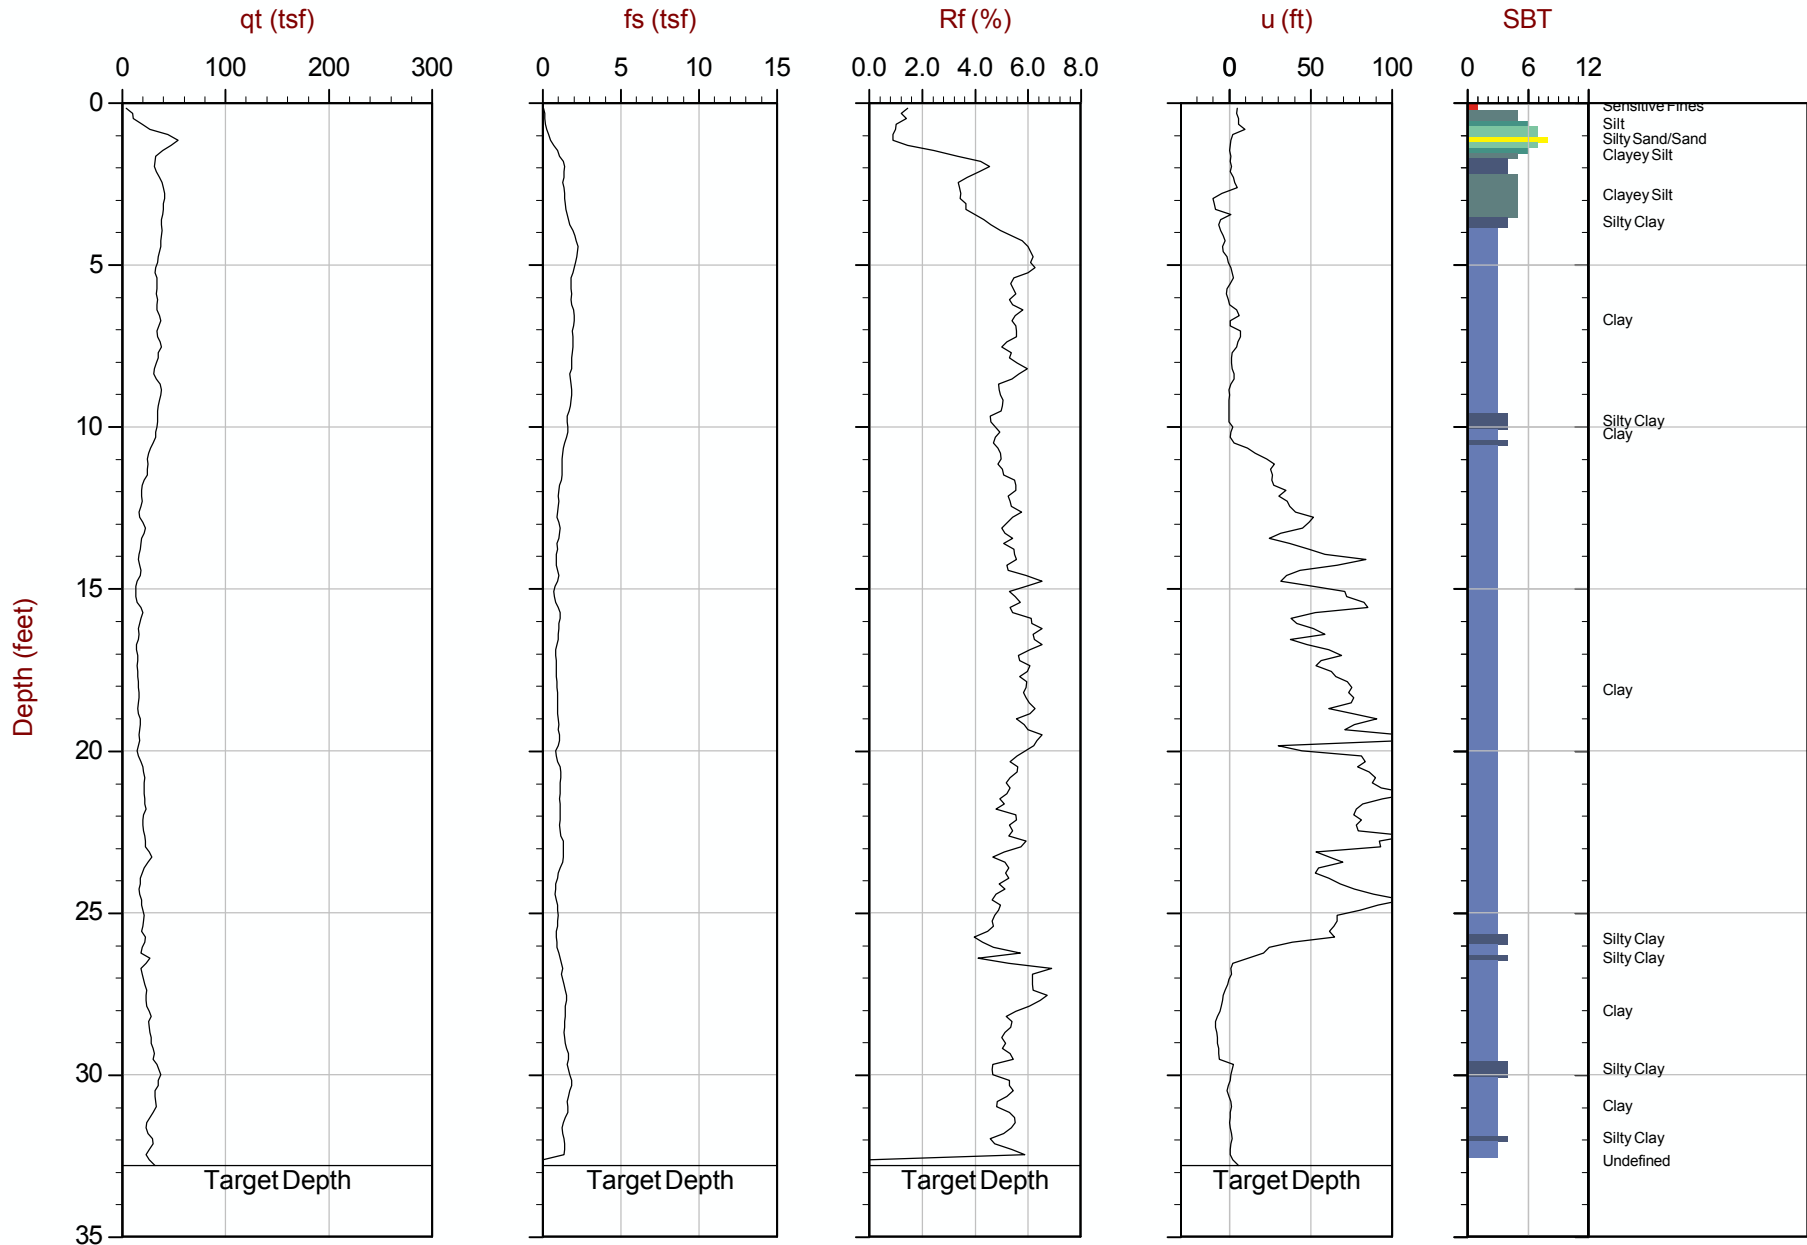 qt (tsf) fs (tsf) Rf (%) u (ft) SBT
0 100 200 300 0 5 10 15 0.0 2.0 4.0 6.0 8.0 0 50 100 0 6 12
0
Sensitive Fines
Silt
Silty Sand/Sand
Clayey Silt
Clayey Silt
Silty Clay
5
Clay
Silty Clay
10
Clay
15
Depth (feet)
Clay
20
25
Silty Clay
Silty Clay
Clay
Silty Clay
30
Clay
Silty Clay
Undefined
Target Depth Target Depth Target Depth Target Depth
35